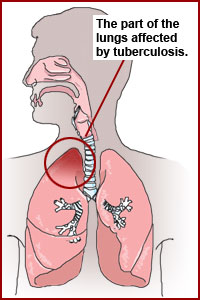 The part of the
lungs affected
by tuberculosis.